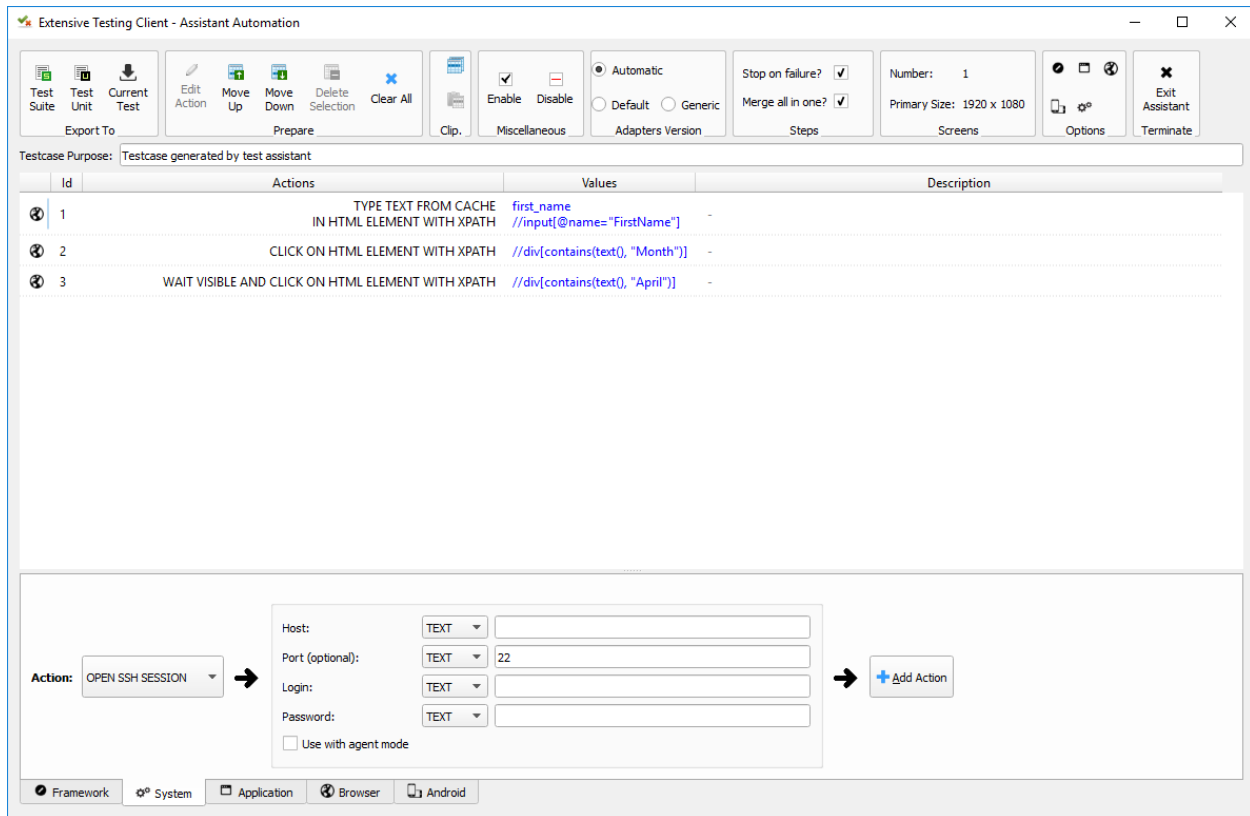 Extensive Testing Client - Assistant Automation
Test Suite
Test Unit
Current Test
Export To
Edit Action
Move Up
Move Down
Delete Selection
Clear All
Prepare
Clip.
Enable
Disable
Miscellaneous
Automatic
Default
Generic
Adapters Version
Stop on failure?
Merge all in one?
Steps
Number: 1
Primary Size: 1920 x 1080
Screens
Options
Exit Assistant
Terminate
Testcase Purpose: Testcase generated by test assistant
Id Actions Values Description
1 TYPE TEXT FROM CACHE first_name
IN HTML ELEMENT WITH XPATH //input[@name="FirstName"] -
2 CLICK ON HTML ELEMENT WITH XPATH //div[contains(text(), "Month")] -
3 WAIT VISIBLE AND CLICK ON HTML ELEMENT WITH XPATH //div[contains(text(), "April")] -
Host: TEXT
Port (optional): TEXT 22
Action: OPEN SSH SESSION
Login: TEXT
Password: TEXT
Use with agent mode
Add Action
Framework System Application Browser Android